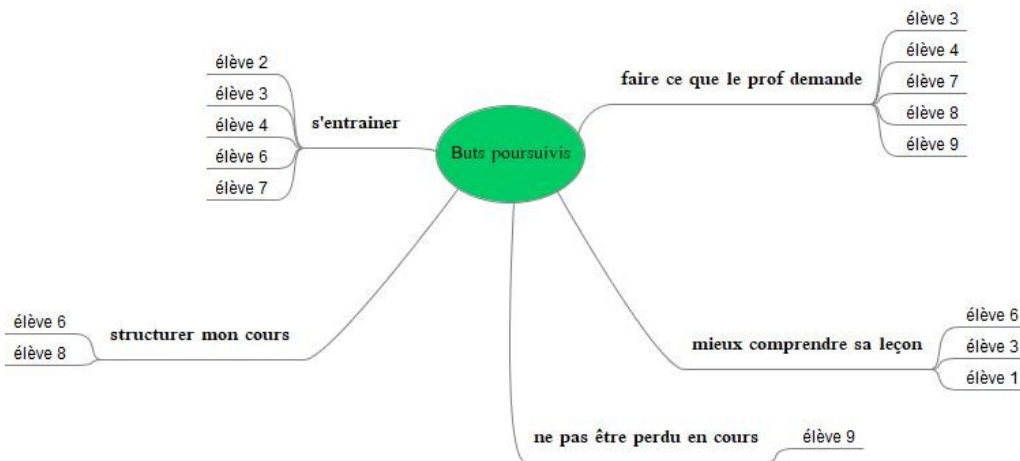 Buts poursuivis
faire ce que le prof demande
élève 3
élève 4
élève 7
élève 8
élève 9
s'entrainer
élève 2
élève 3
élève 4
élève 6
élève 7
structurer mon cours
élève 6
élève 8
mieux comprendre sa leçon
élève 6
élève 3
élève 1
ne pas être perdu en cours
élève 9